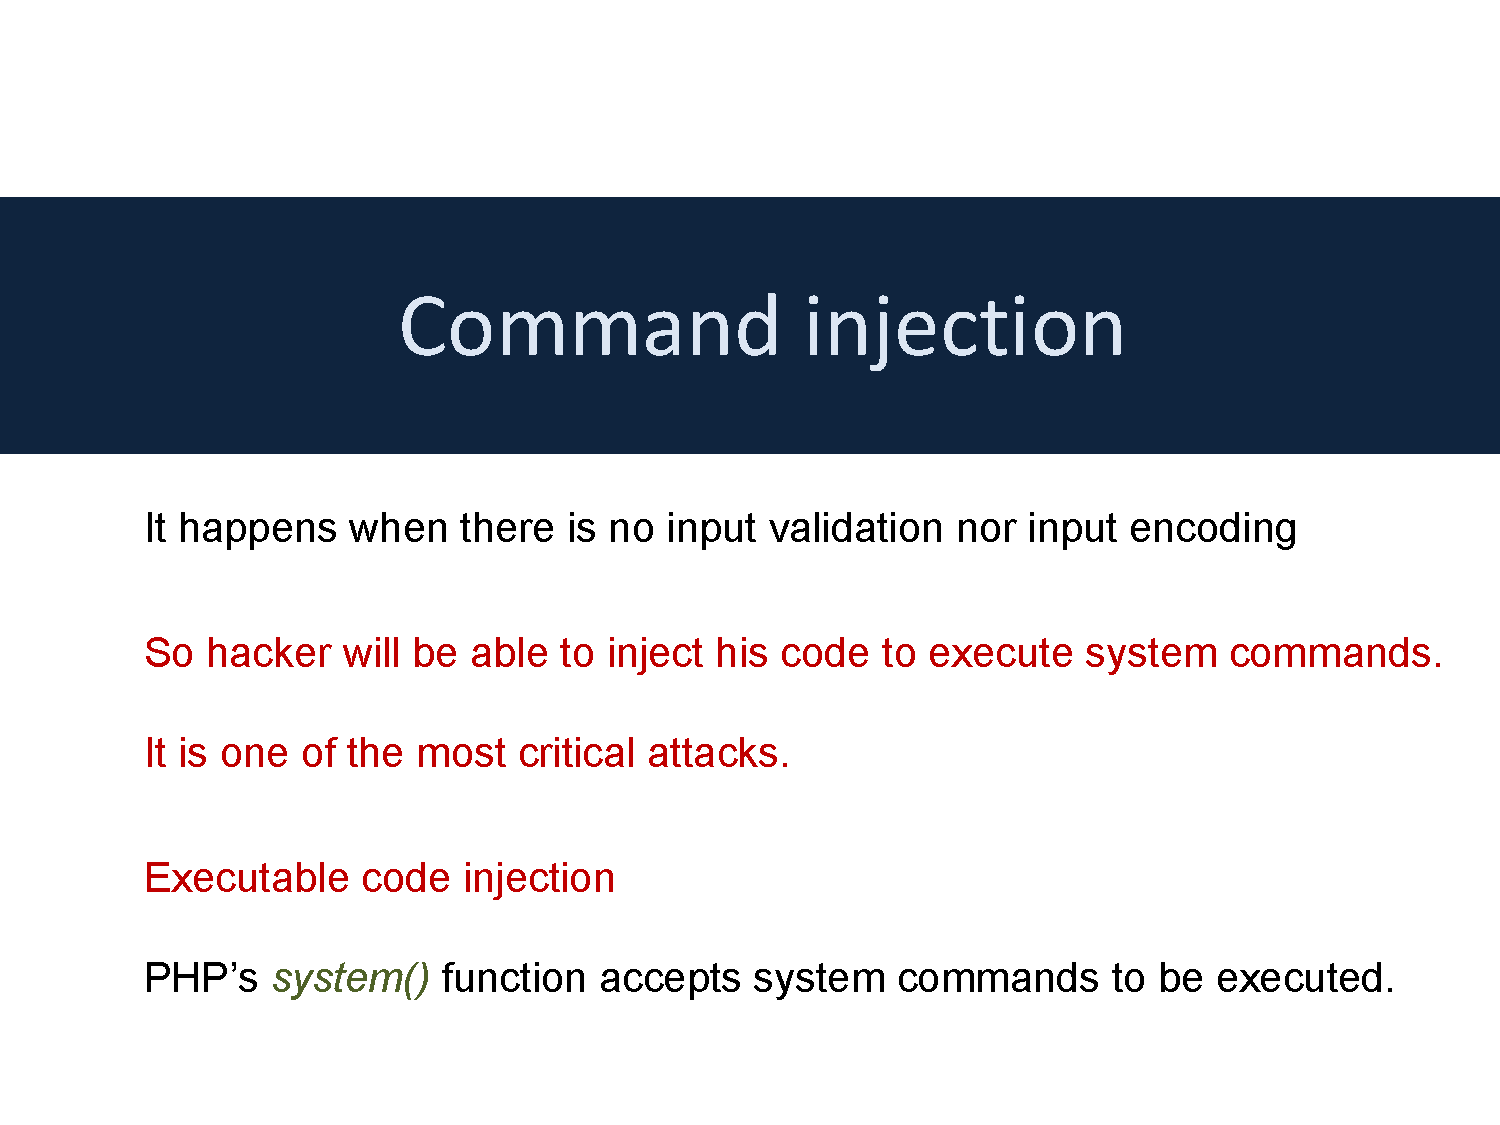 Command injection
It happens when there is no input validation nor input encoding
So hacker will be able to inject his code to execute system commands.
It is one of the most critical attacks.
Executable code injection
PHP’s system() function accepts system commands to be executed.